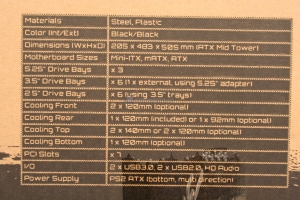 Materials Steel, Plastic
Color (Int/Ext) Black/Black
Dimensions (WxHxD) 205 x 483 x 505 mm (ATX Mid Tower)
Motherboard Sizes Mini-ITX, mATX, ATX
5.25" Drive Bays x 3
3.5" Drive Bays x 6 (1 x external, using 5.25" adapter)
2.5" Drive Bays x 6 (using 3.5" trays)
Cooling Front 2 x 120mm (optional)
Cooling Rear 1 x 120mm (included) or 1 x 92mm (optional)
Cooling Top 2 x 140mm or 2 x 120mm (optional)
Cooling Bottom 1 x 120mm (optional)
PCI Slots x 7
I/O 2 x USB3.0, 2 x USB2.0, HD Audio
Power Supply PS2 ATX (bottom, multi direction)